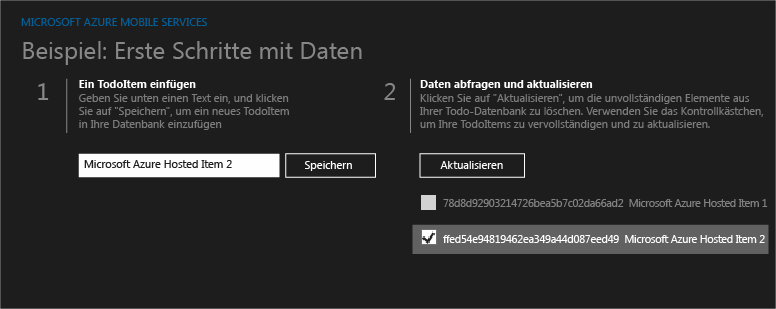 MICROSOFT AZURE MOBILE SERVICES
Beispiel: Erste Schritte mit Daten
1
Ein TodoItem einfügen
Geben Sie unten einen Text ein, und klicken
Sie auf "Speichern", um ein neues TodoItem
in Ihre Datenbank einzufügen
Microsoft Azure Hosted Item 2
Speichern
2
Daten abfragen und aktualisieren
Klicken Sie auf "Aktualisieren", um die unvollständigen Elemente aus
Ihrer Todo-Datenbank zu löschen. Verwenden Sie das Kontrollkästchen,
um Ihre TodoItems zu vervollständigen und zu aktualisieren.
Aktualisieren
78d8d92903214726bea5b7c02da66ad2 Microsoft Azure Hosted Item 1
ffed54e94819462ea349a44d087eed49 Microsoft Azure Hosted Item 2